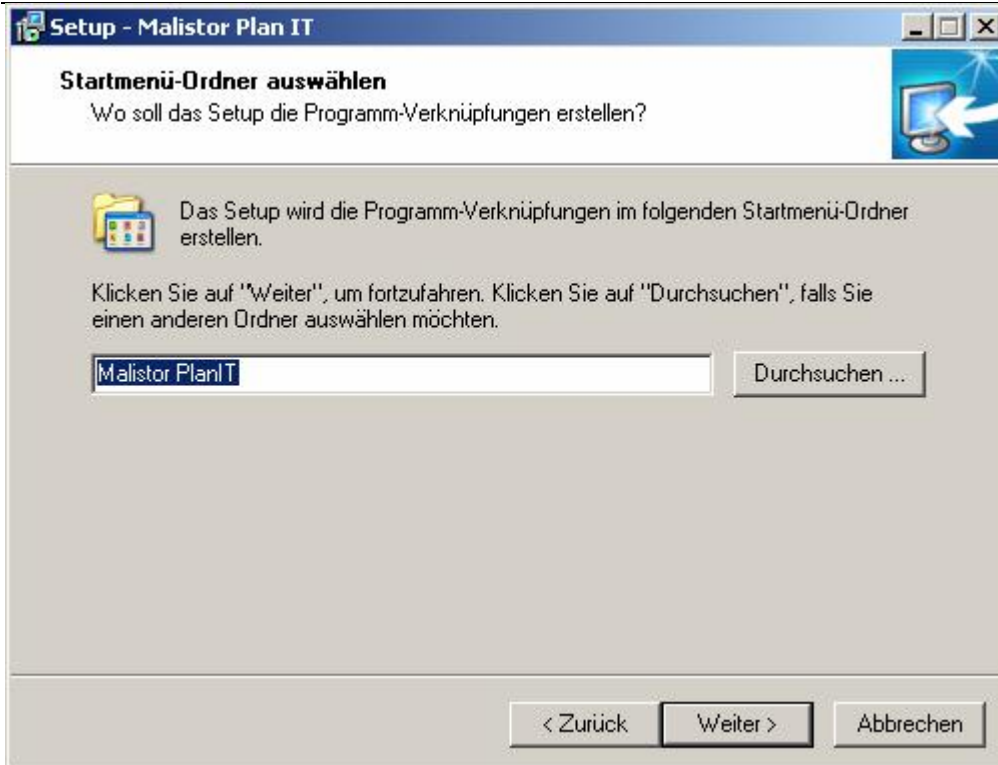 Setup - Malistor Plan IT
Startmenü-Ordner auswählen
Wo soll das Setup die Programm-Verknüpfungen erstellen?
Das Setup wird die Programm-Verknüpfungen im folgenden Startmenü-Ordner
erstellen.
Klicken Sie auf "Weiter", um fortzufahren. Klicken Sie auf "Durchsuchen", falls Sie
einen anderen Ordner auswählen möchten.
Malistor PlanIT
Durchsuchen ...
< Zurück
Weiter >
Abbrechen